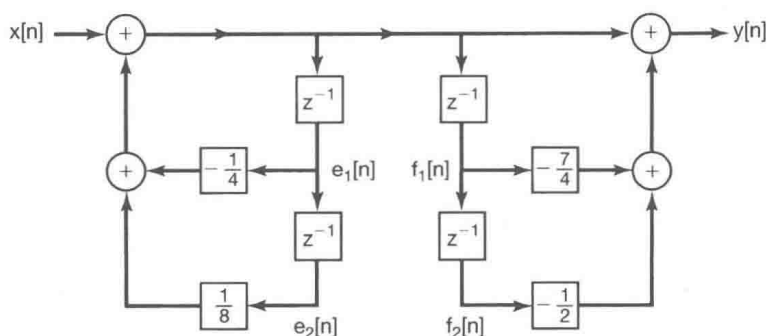 x[n] + + y[n]
z⁻¹ z⁻¹
+ -1/4 e₁[n] f₁[n] -7/4 +
z⁻¹ z⁻¹
1/8 e₂[n] f₂[n] -1/2